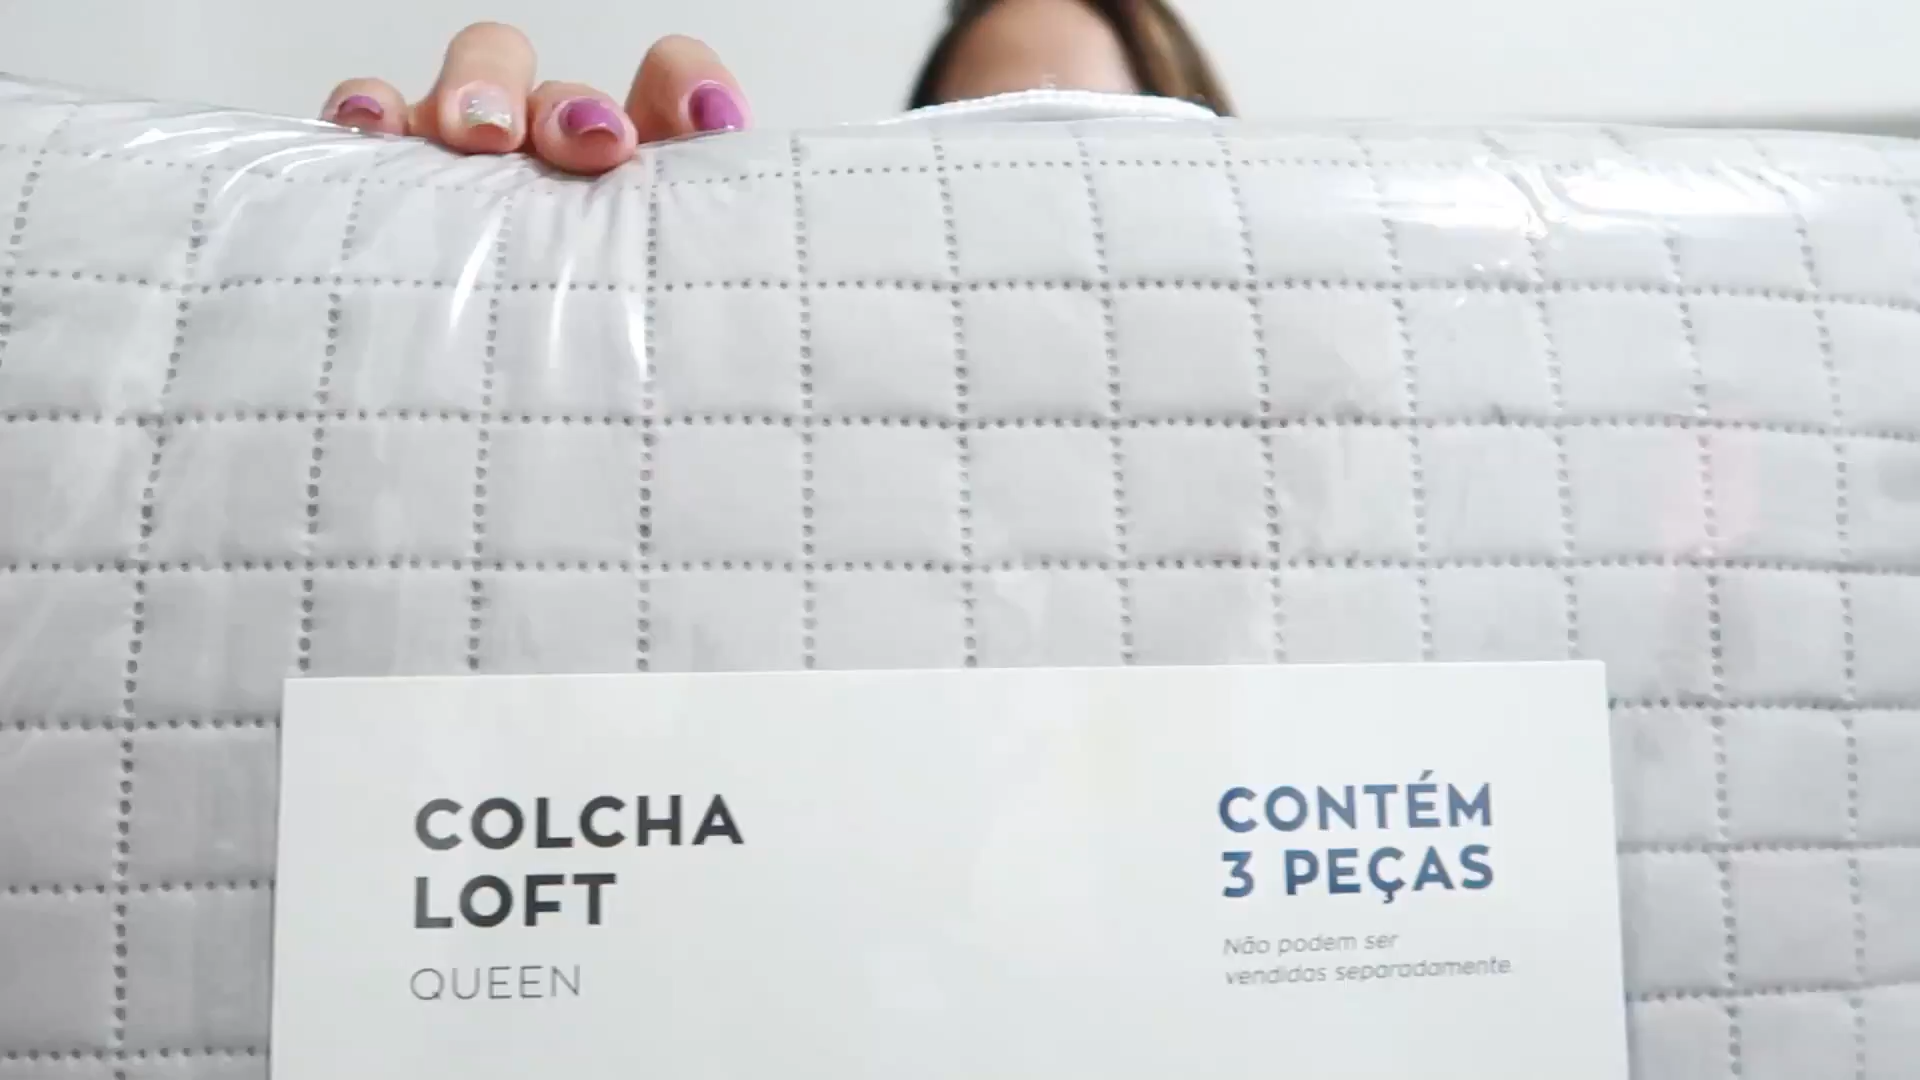 COLCHA
LOFT
QUEEN
CONTÉM
3 PEÇAS
Não podem ser
vendidas separadamente.